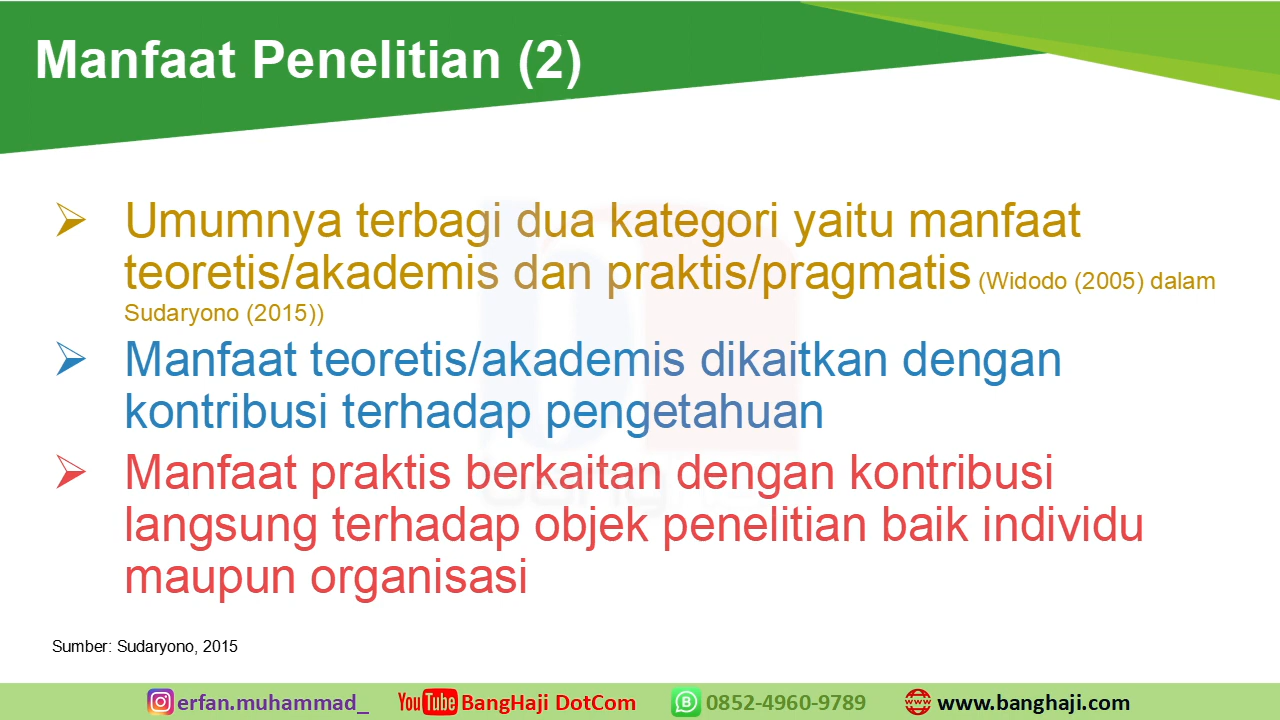 Manfaat Penelitian (2)
Umumnya terbagi dua kategori yaitu manfaat
teoretis/akademis dan praktis/pragmatis (Widodo (2005) dalam
Sudaryono (2015))
Manfaat teoretis/akademis dikaitkan dengan
kontribusi terhadap pengetahuan
Manfaat praktis berkaitan dengan kontribusi
langsung terhadap objek penelitian baik individu
maupun organisasi
Sumber: Sudaryono, 2015
erfan.muhammad_ YouTube BangHaji DotCom 0852-4960-9789 www.banghaji.com